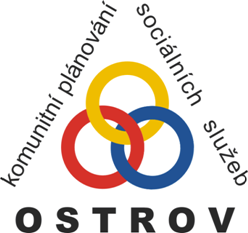 komunitní plánování
sociálních služeb
OSTROV